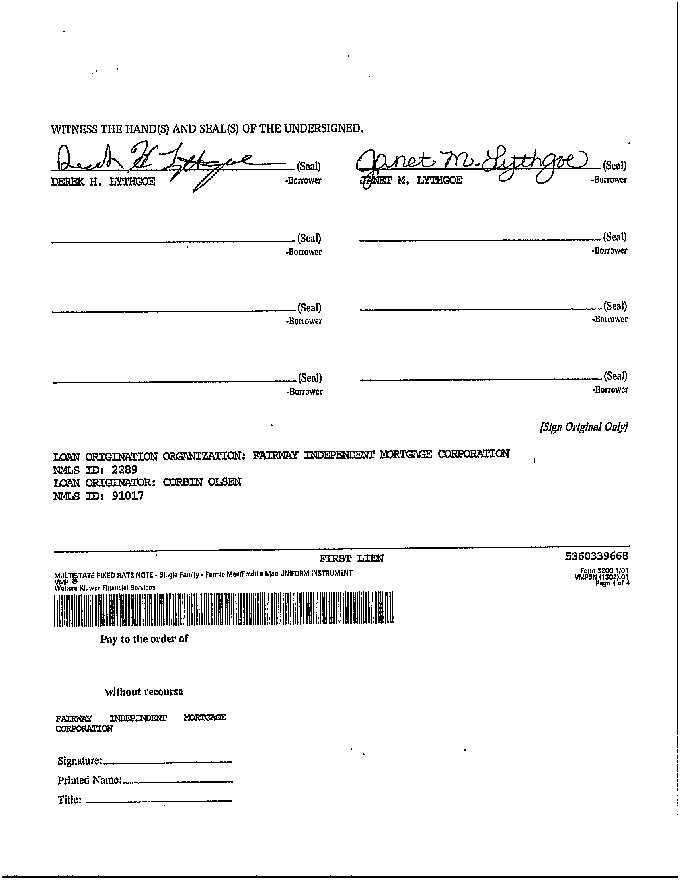 WITNESS THE HAND(S) AND SEAL(S) OF THE UNDERSIGNED.
Derek H Lythgoe (Seal) Janet M. Lythgoe (Seal)
DEREK H. LYTHGOE -Borrower JANET M. LYTHGOE -Borrower
(Seal) (Seal)
-Borrower -Borrower
(Seal) (Seal)
-Borrower -Borrower
(Seal) (Seal)
-Borrower -Borrower
[Sign Original Only]
LOAN ORIGINATION ORGANIZATION: FAIRWAY INDEPENDENT MORTGAGE CORPORATION
NMLS ID: 2289
LOAN ORIGINATOR: CORBIN OLSEN
NMLS ID: 91017
FIRST LIEN 5360339668
MULTISTATE FIXED RATE NOTE - Single Family - Fannie Mae/Freddie Mac UNIFORM INSTRUMENT Form 3200 1/01
VMP ® VMP5N (1302).01
Wolters Kluwer Financial Services Page 4 of 4
Pay to the order of
without recourse
FAIRWAY INDEPENDENT MORTGAGE
CORPORATION
Signature:
Printed Name:
Title: